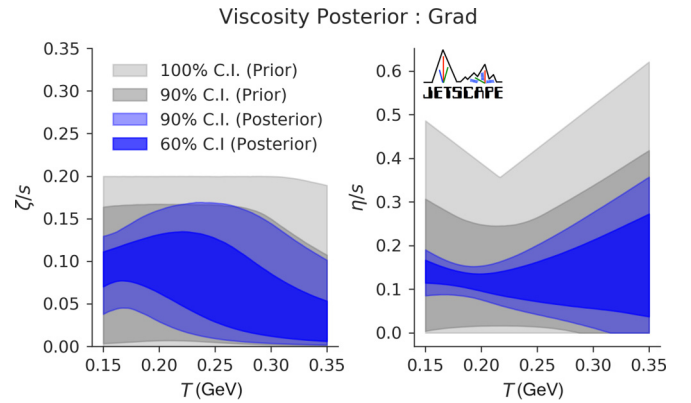 Viscosity Posterior : Grad
0.35
0.30
0.25
0.20
0.15
0.10
0.05
0.00
ζ/s
100% C.I. (Prior)
90% C.I. (Prior)
90% C.I. (Posterior)
60% C.I (Posterior)
0.15 0.20 0.25 0.30 0.35
T (GeV)
JETSCAPE
0.6
0.5
0.4
0.3
0.2
0.1
0.0
η/s
0.15 0.20 0.25 0.30 0.35
T (GeV)